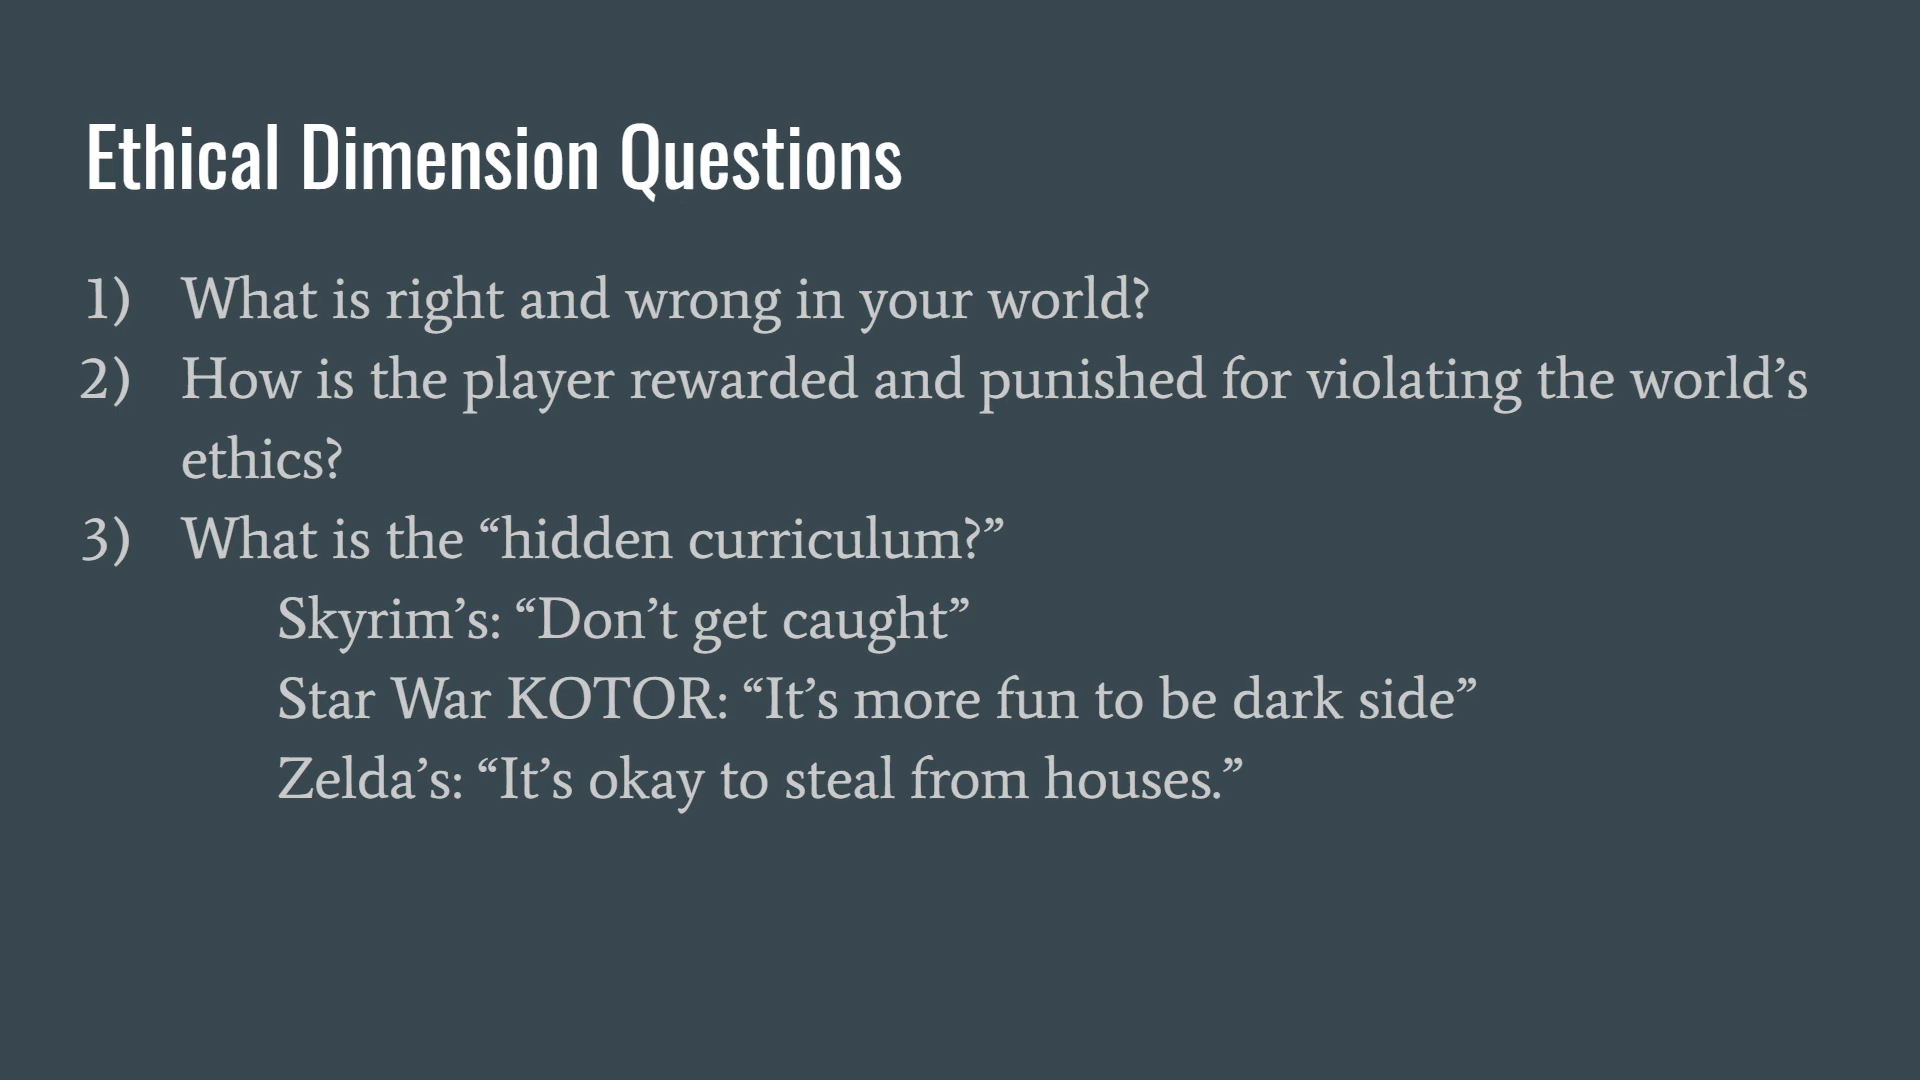 Ethical Dimension Questions
1) What is right and wrong in your world?
2) How is the player rewarded and punished for violating the world’s
ethics?
3) What is the “hidden curriculum?”
Skyrim’s: “Don’t get caught”
Star War KOTOR: “It’s more fun to be dark side”
Zelda’s: “It’s okay to steal from houses.”